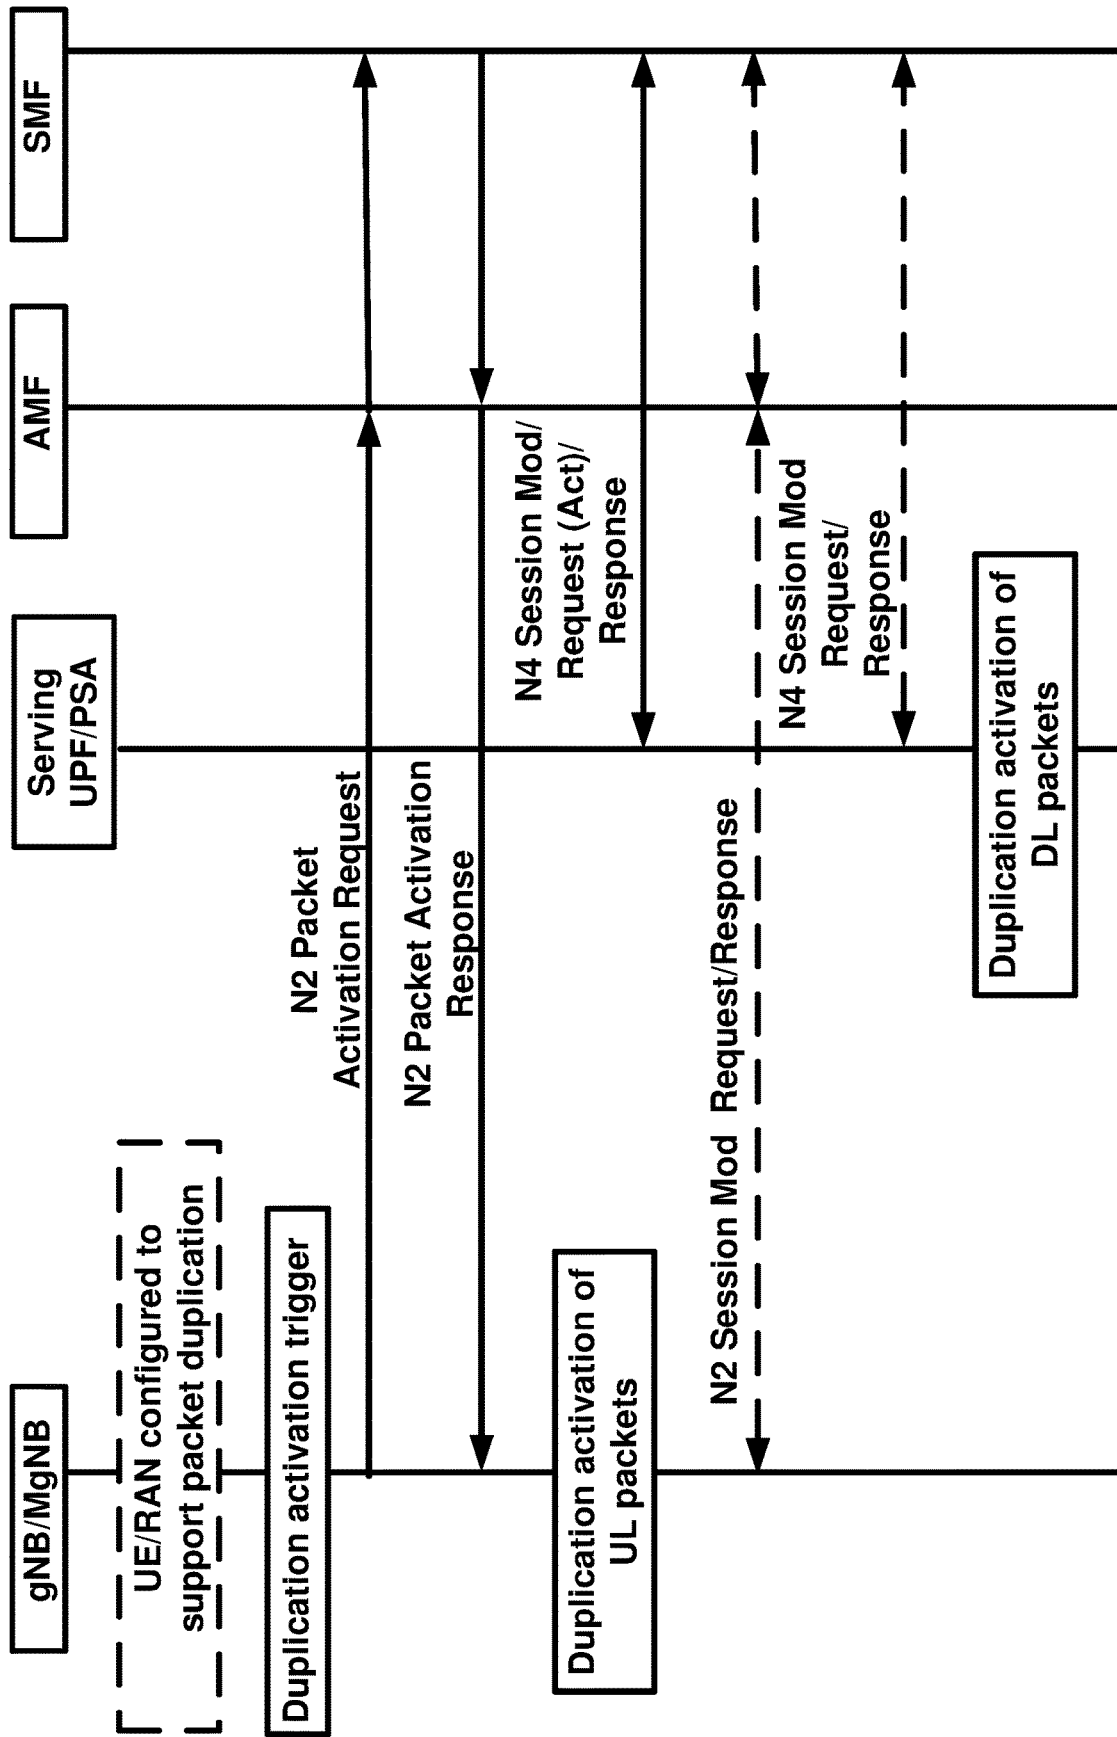 gNB/MgNB
Serving
UPF/PSA
AMF
SMF
UE/RAN configured to
support packet duplication
Duplication activation trigger
N2 Packet
Activation Request
N2 Packet Activation
Response
N4 Session Mod/
Request (Act)/
Response
Duplication activation of
UL packets
N2 Session Mod Request/Response
N4 Session Mod
Request/
Response
Duplication activation of
DL packets